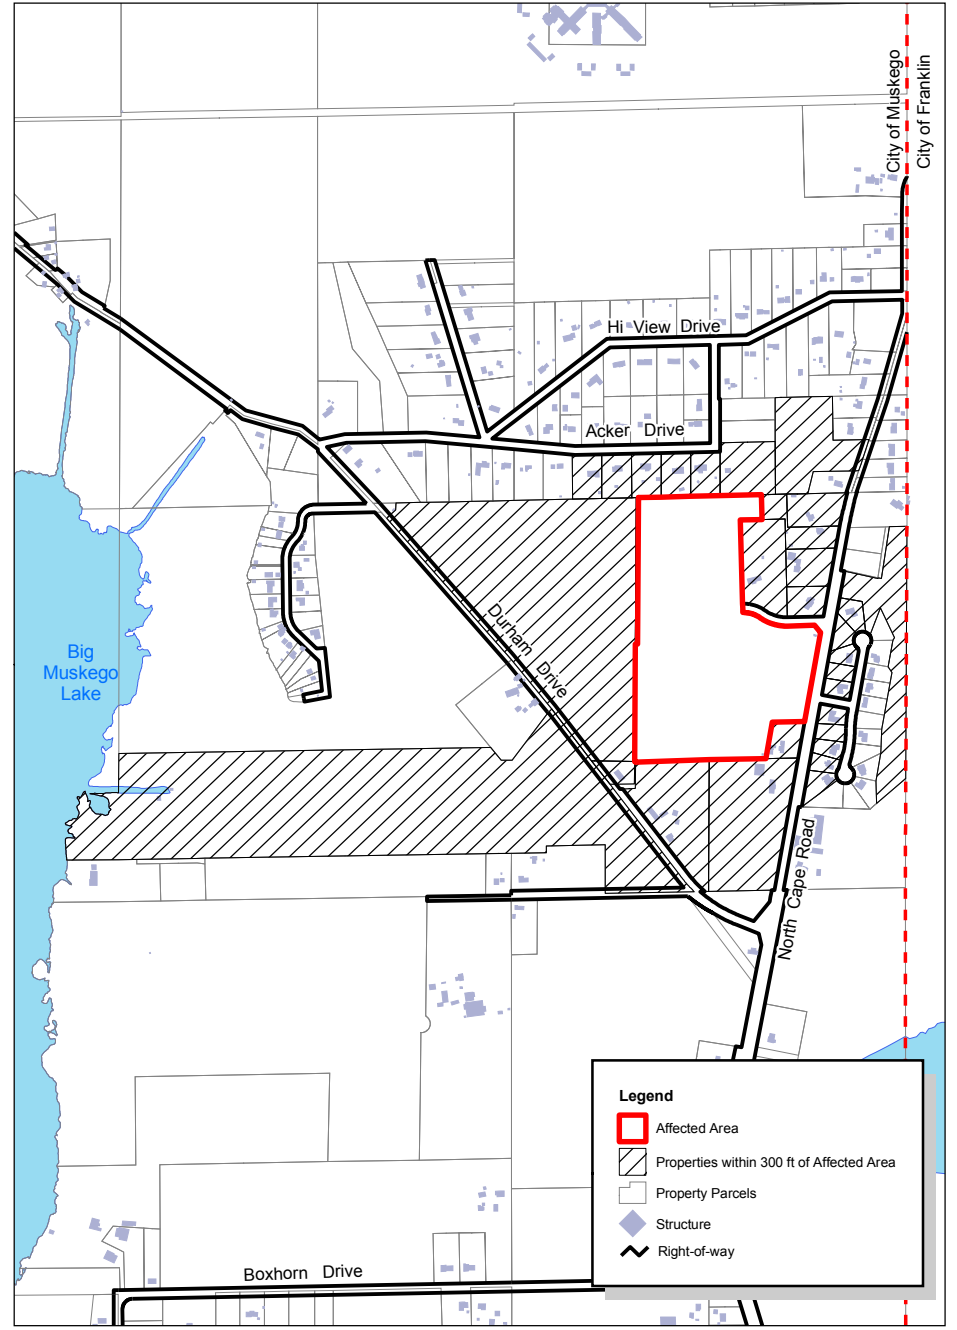 City of Muskego
City of Franklin
Hi View Drive
Acker Drive
Durham Drive
Big
Muskego
Lake
North Cape Road
Legend
Affected Area
Properties within 300 ft of Affected Area
Property Parcels
Structure
Right-of-way
Boxhorn Drive